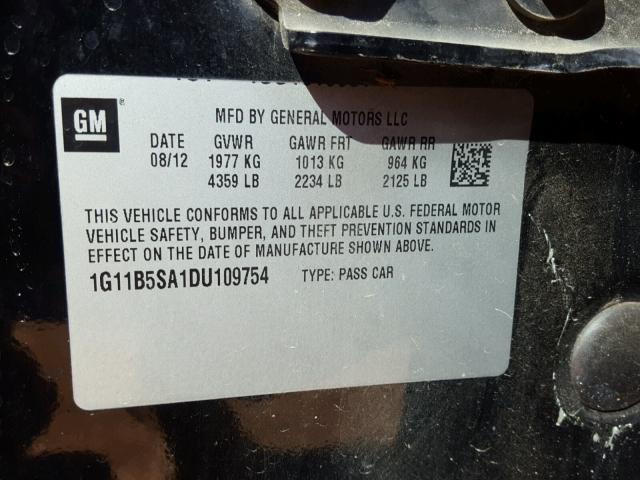 GM
MFD BY GENERAL MOTORS LLC
DATE GVWR GAWR FRT GAWR RR
08/12 1977 KG 1013 KG 964 KG
4359 LB 2234 LB 2125 LB
THIS VEHICLE CONFORMS TO ALL APPLICABLE U.S. FEDERAL MOTOR
VEHICLE SAFETY, BUMPER, AND THEFT PREVENTION STANDARDS IN
EFFECT ON THE DATE OF MANUFACTURE SHOWN ABOVE.
1G11B5SA1DU109754 TYPE: PASS CAR